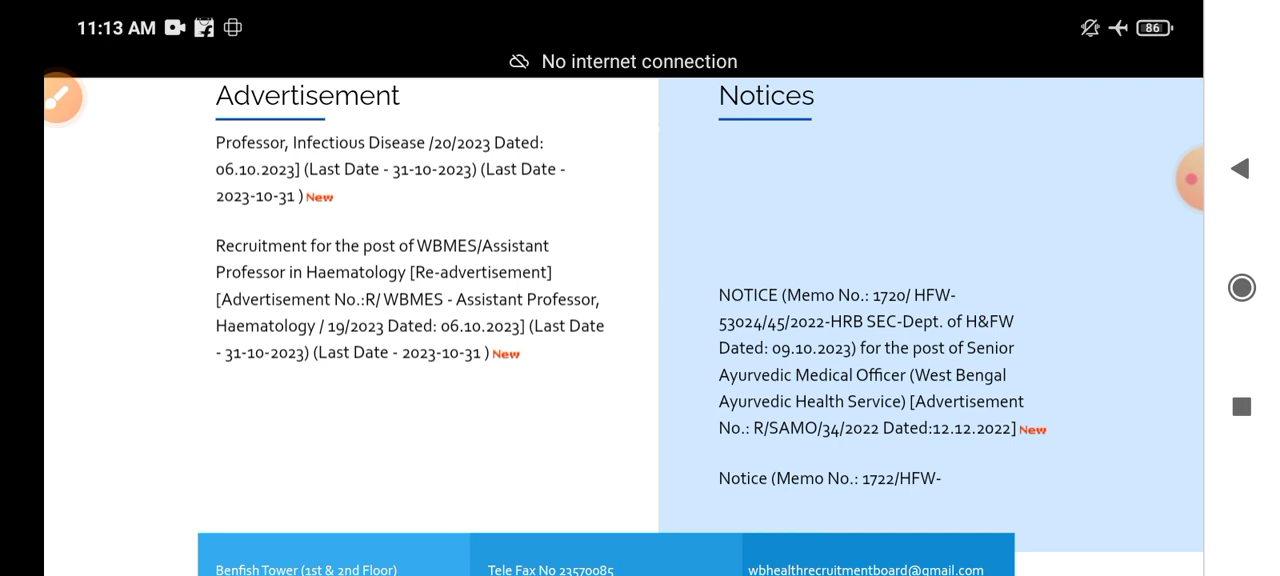 11:13 AM
86
No internet connection
Advertisement
Professor, Infectious Disease /20/2023 Dated:
06.10.2023] (Last Date - 31-10-2023) (Last Date -
2023-10-31 ) New
Recruitment for the post of WBMES/Assistant
Professor in Haematology [Re-advertisement]
[Advertisement No.:R/ WBMES - Assistant Professor,
Haematology / 19/2023 Dated: 06.10.2023] (Last Date
- 31-10-2023) (Last Date - 2023-10-31 ) New
Notices
NOTICE (Memo No.: 1720/ HFW-
53024/45/2022-HRB SEC-Dept. of H&FW
Dated: 09.10.2023) for the post of Senior
Ayurvedic Medical Officer (West Bengal
Ayurvedic Health Service) [Advertisement
No.: R/SAMO/34/2022 Dated:12.12.2022] New
Notice (Memo No.: 1722/HFW-
Benfish Tower (1st & 2nd Floor)
Tele Fax No 23570085
wbhealthrecruitmentboard@gmail.com